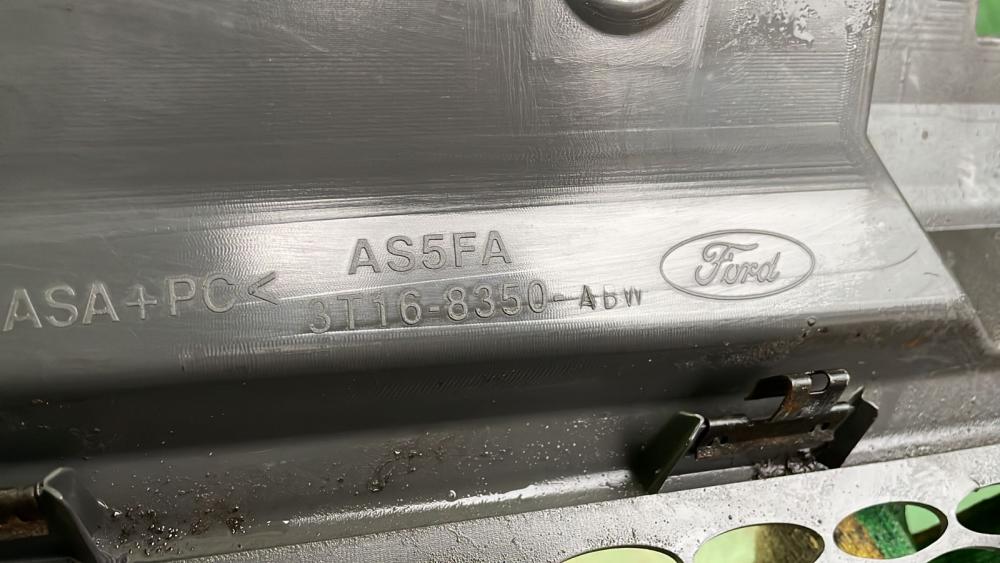 AS5FA
ASA+PC<
3T16-8350-ABW
Ford